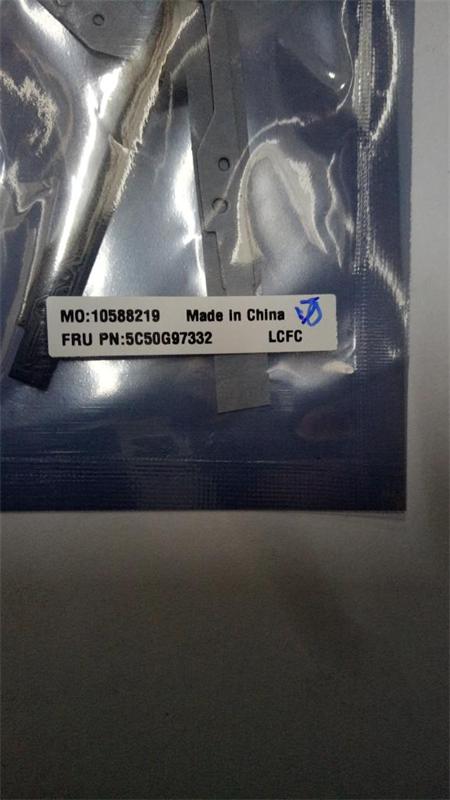 MO:10588219 Made in China
FRU PN:5C50G97332 LCFC